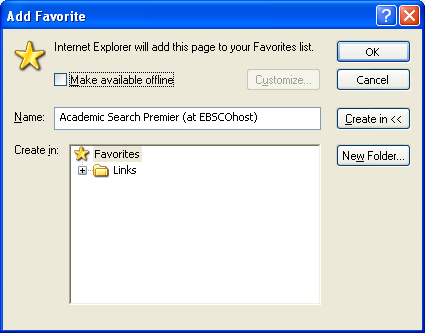 Add Favorite
Internet Explorer will add this page to your Favorites list.
OK
Make available offline
Customize...
Cancel
Name:
Academic Search Premier (at EBSCOhost)
Create in <<
Create in:
Favorites
New Folder...
Links